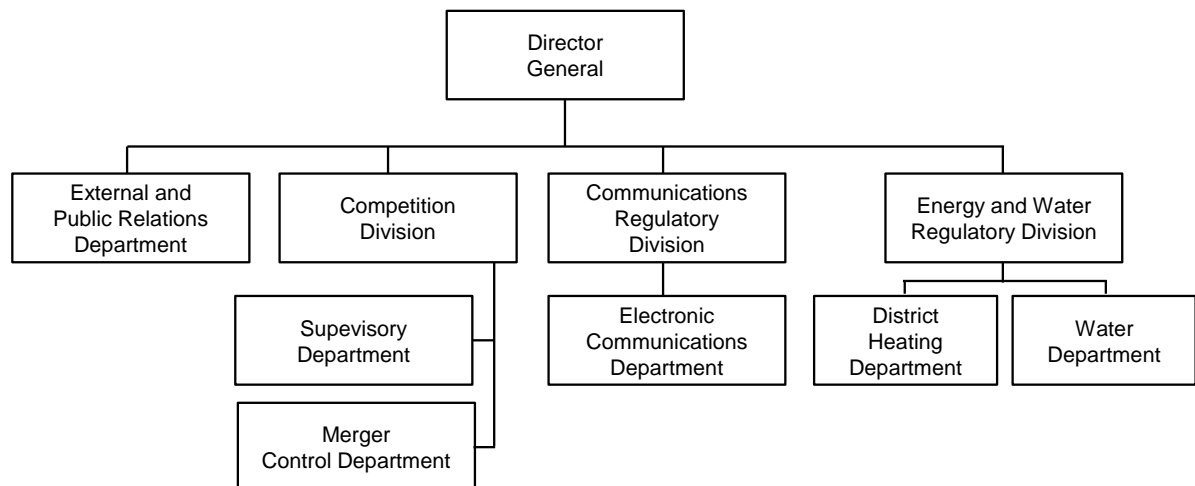 Director
General
External and
Public Relations
Department
Competition
Division
Communications
Regulatory
Division
Energy and Water
Regulatory Division
Supevisory
Department
Electronic
Communications
Department
District
Heating
Department
Water
Department
Merger
Control Department